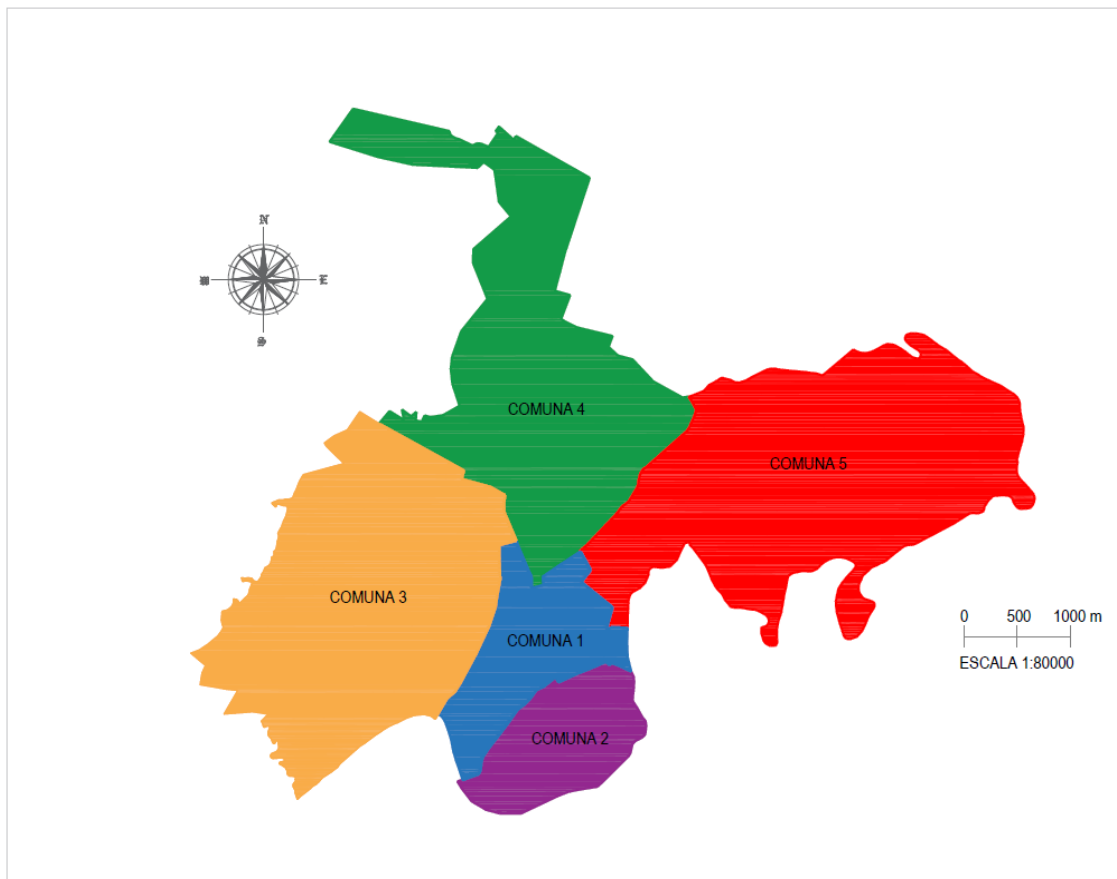 N
E
S
COMUNA 4
COMUNA 5
COMUNA 3
COMUNA 1
COMUNA 2
0 500 1000 m
ESCALA 1:80000